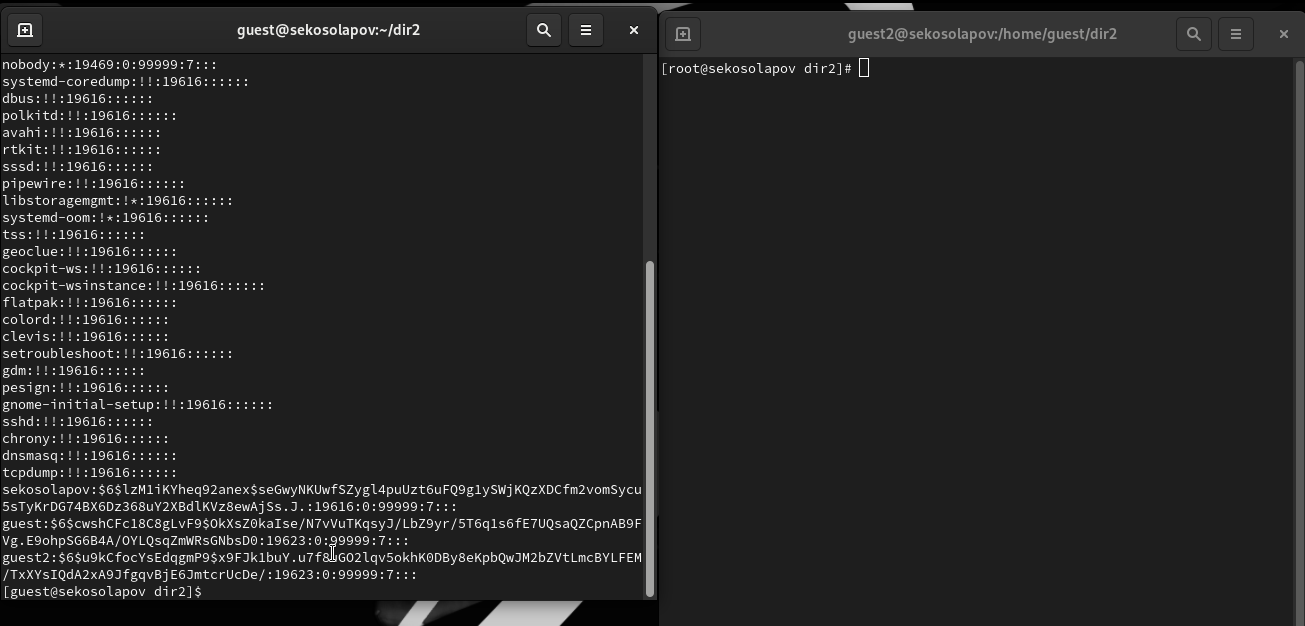 guest@sekosolapov:~/dir2
nobody:*:19469:0:99999:7:::
systemd-coredump:!!:19616::::::
dbus:!!:19616::::::
polkitd:!!:19616::::::
avahi:!!:19616::::::
rtkit:!!:19616::::::
sssd:!!:19616::::::
pipewire:!!:19616::::::
libstoragemgmt:!*:19616::::::
systemd-oom:!*:19616::::::
tss:!!:19616::::::
geoclue:!!:19616::::::
cockpit-ws:!!:19616::::::
cockpit-wsinstance:!!:19616::::::
flatpak:!!:19616::::::
colord:!!:19616::::::
clevis:!!:19616::::::
setroubleshoot:!!:19616::::::
gdm:!!:19616::::::
pesign:!!:19616::::::
gnome-initial-setup:!!:19616::::::
sshd:!!:19616::::::
chrony:!!:19616::::::
dnsmasq:!!:19616::::::
tcpdump:!!:19616::::::
sekosolapov:$6$lzM1iKYheq92anex$seGwyNKUwfSZygl4puUzt6uFQ9g1ySWjKQzXDCfm2vomSycu
5sTyKrDG74BX6Dz368uY2XBdlKVz8ewAjSs.J.:19616:0:99999:7:::
guest:$6$cwshCFc18C8gLvF9$OkXsZ0kaIse/N7vVuTKqsyJ/LbZ9yr/5T6q1s6fE7UQsaQZCpnAB9F
Vg.E9ohpSG6B4A/OYLQsqZmWRsGNbsD0:19623:0:99999:7:::
guest2:$6$u9kCfocYsEdqgmP9$x9FJk1buY.u7f8uGO2lqv5okhK0DBy8eKpbQwJM2bZVtLmcBYLFEM
/TxXYsIQdA2xA9JfgqvBjE6JmtcrUcDe/:19623:0:99999:7:::
[guest@sekosolapov dir2]$
guest2@sekosolapov:/home/guest/dir2
[root@sekosolapov dir2]#